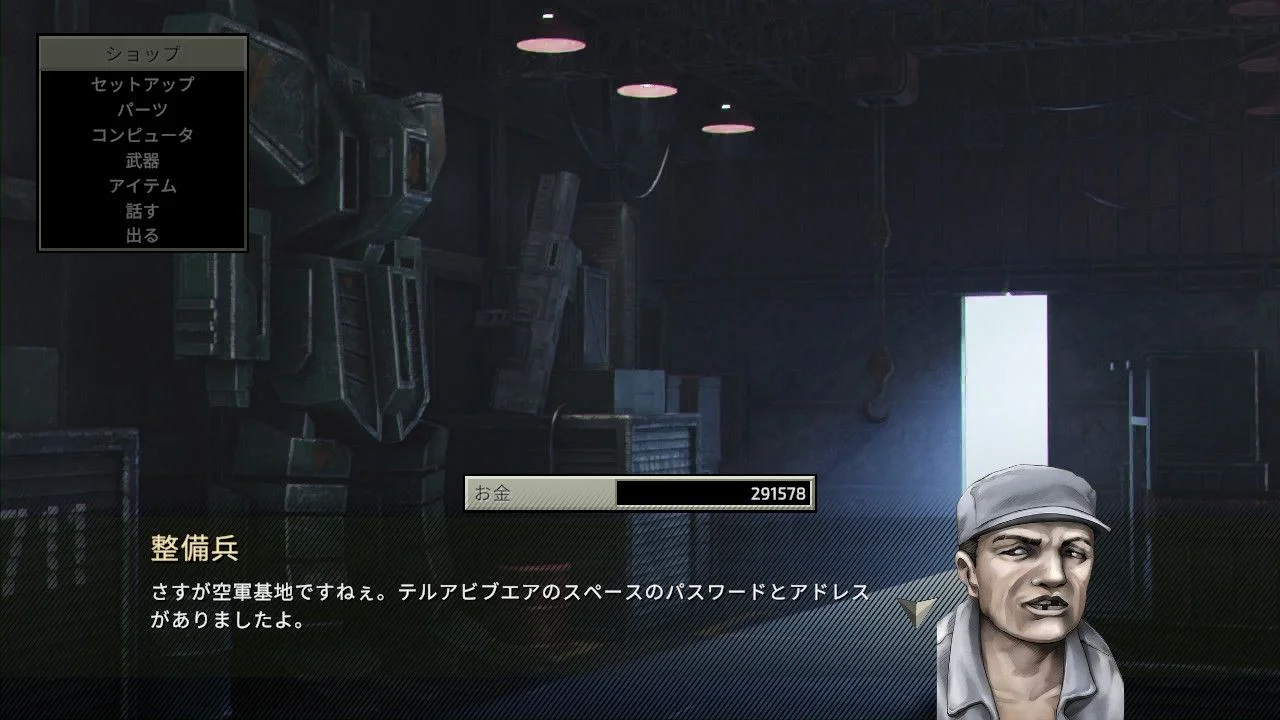 ショップ
セットアップ
パーツ
コンピュータ
武器
アイテム
話す
出る
お金 291578
整備兵
さすが空軍基地ですねぇ。テルアビブエアのスペースのパスワードとアドレス
がありましたよ。